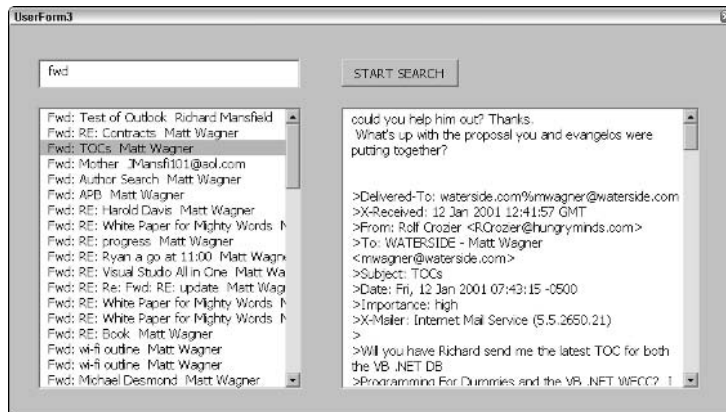 UserForm3
fwd
START SEARCH
Fwd: Test of Outlook Richard Mansfield
Fwd: RE: Contracts Matt Wagner
Fwd: TOCs Matt Wagner
Fwd: Mother JMansfi101@aol.com
Fwd: Author Search Matt Wagner
Fwd: APB Matt Wagner
Fwd: RE: Harold Davis Matt Wagner
Fwd: RE: White Paper for Mighty Words
Fwd: RE: progress Matt Wagner
Fwd: RE: Ryan a go at 11:00 Matt Wagn
Fwd: RE: Visual Studio All in One Matt Wa
Fwd: RE: Re: Fwd: RE: update Matt Wag
Fwd: RE: White Paper for Mighty Words
Fwd: RE: White Paper for Mighty Words
Fwd: RE: Book Matt Wagner
Fwd: wi-fi outline Matt Wagner
Fwd: wi-fi outline Matt Wagner
Fwd: Michael Desmond Matt Wagner
could you help him out? Thanks.
What's up with the proposal you and evangelos were
putting together?
>Delivered-To: waterside.com%mwagner@waterside.com
>X-Received: 12 Jan 2001 12:41:57 GMT
>From: Rolf Crozier <RCrozier@hungryminds.com>
>To: WATERSIDE - Matt Wagner
<mwagner@waterside.com>
>Subject: TOCs
>Date: Fri, 12 Jan 2001 07:43:15 -0500
>Importance: high
>X-Mailer: Internet Mail Service (5.5.2650.21)
>
>Will you have Richard send me the latest TOC for both
the VB .NET DB
>Programming For Dummies and the VB .NET WECC? I